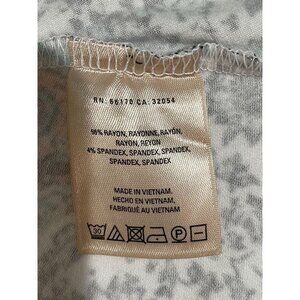 RN: 66170 CA: 32054
96% RAYON, RAYONNE, RAYÓN,
RAYON, REYON
4% SPANDEX, SPANDEX, SPANDEX,
SPANDEX, SPANDEX
MADE IN VIETNAM.
HECHO EN VIETNAM.
FABRIQUÉ AU VIETNAM
30 P